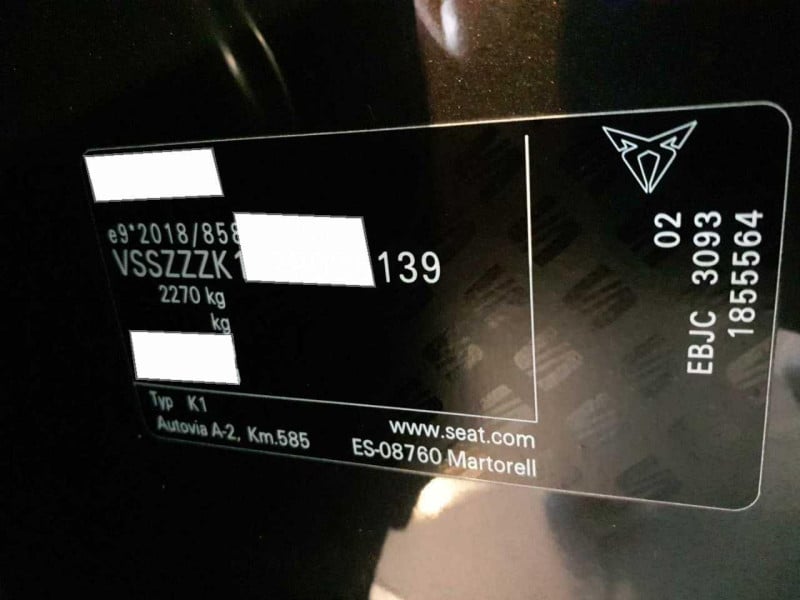 e9*2018/858
VSSZZZK1 139
2270 kg
kg
Typ K1
Autovia A-2, Km.585
www.seat.com
ES-08760 Martorell
02
EBJC 3093
1855564